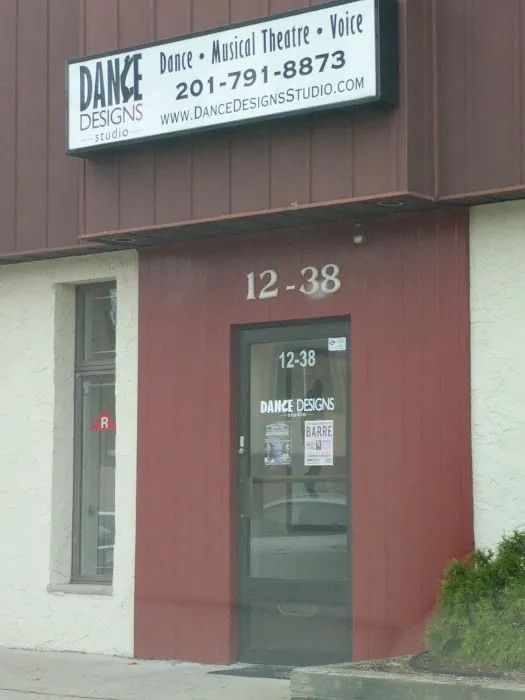 DANCE
DESIGNS
studio
Dance • Musical Theatre • Voice
201-791-8873
www.DanceDesignsStudio.com
12-38
12-38
DANCE DESIGNS
studio
BARRE
R